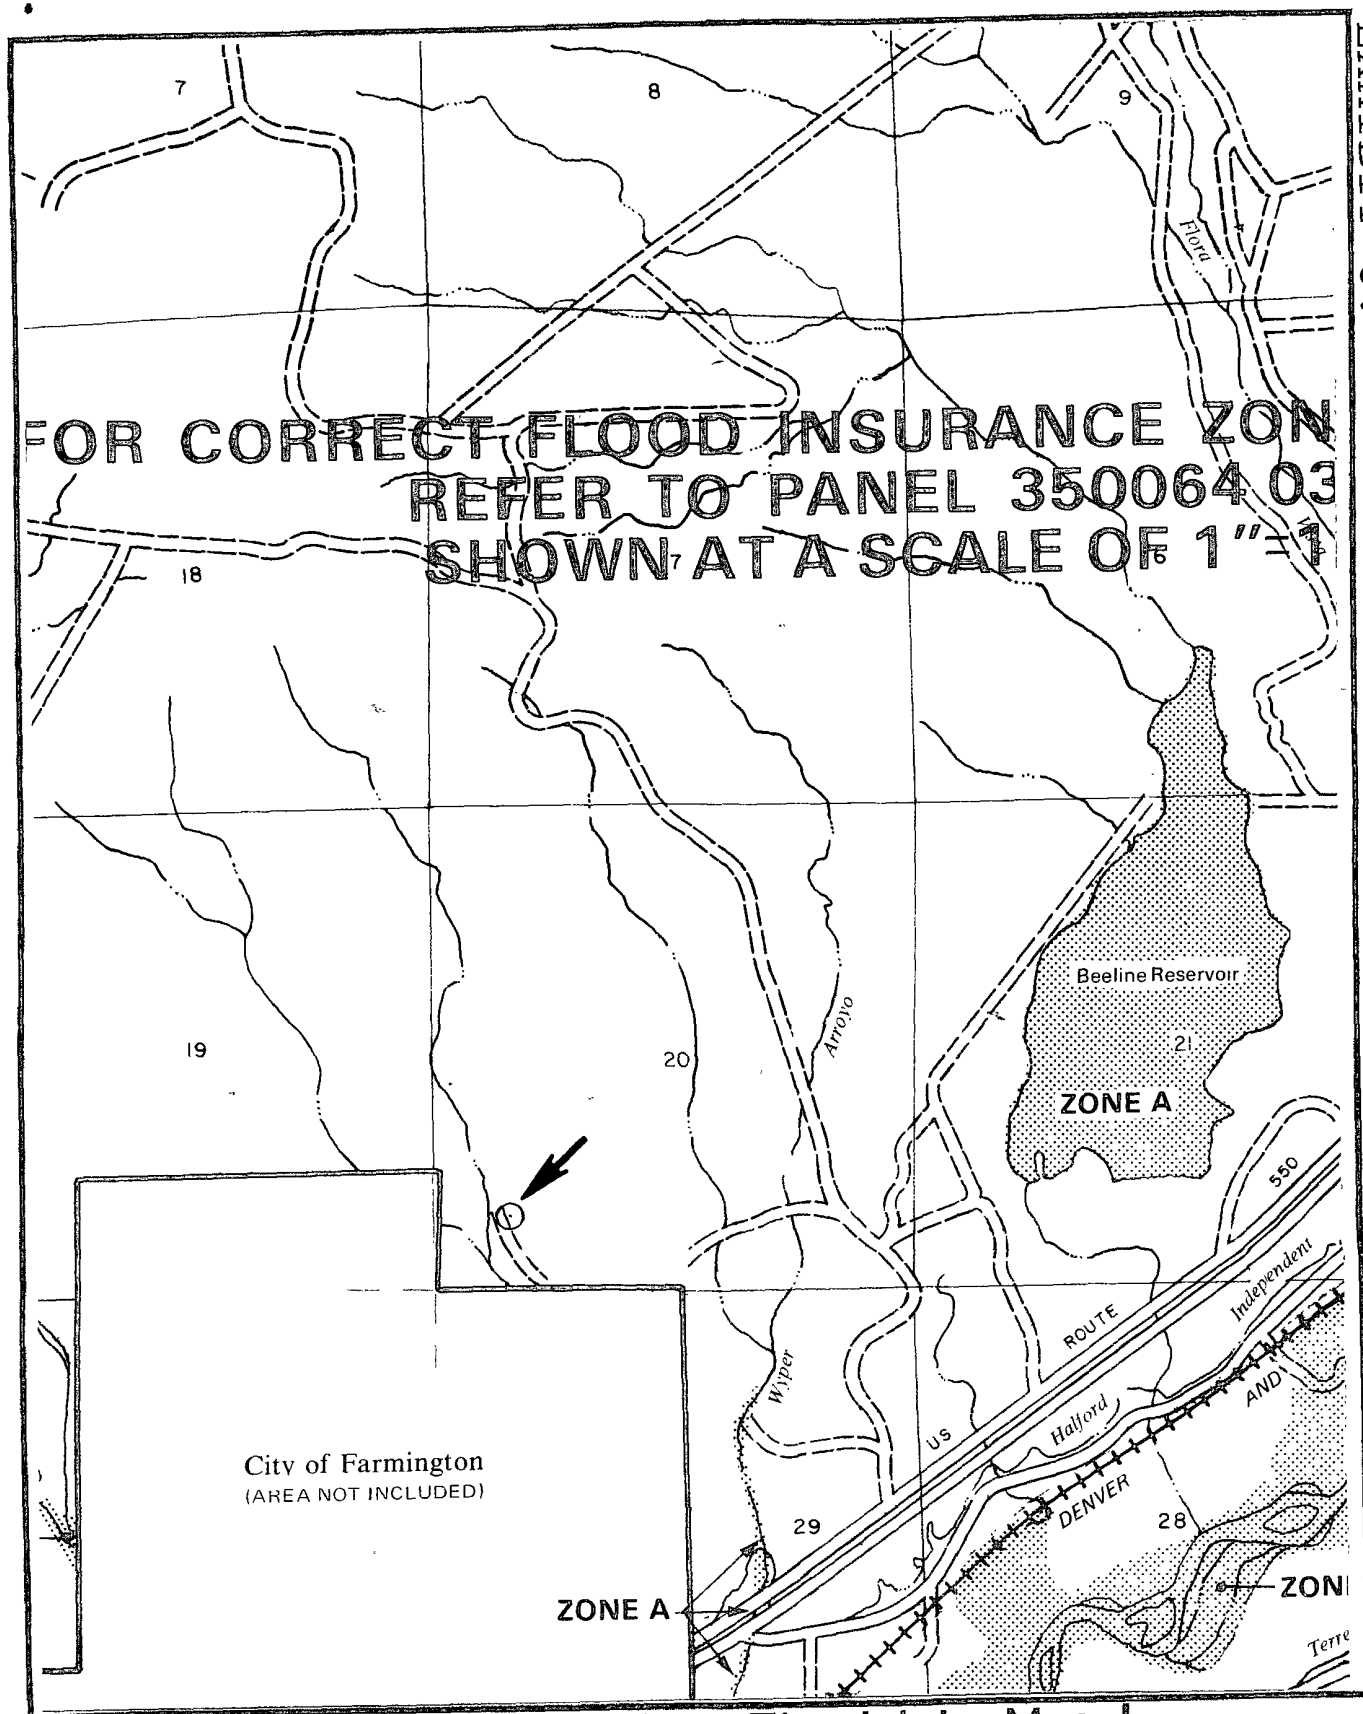 7
8
9
Flora
FOR CORRECT FLOOD INSURANCE ZON
REFER TO PANEL 350064 03
SHOWN AT A SCALE OF 1" = 1
18
7
6
Beeline Reservoir
19
20
Arroyo
21
ZONE A
550
Independent
ROUTE
Wyper
AND
US
Halford
City of Farmington
(AREA NOT INCLUDED)
DENVER
29
28
ZONE A
ZON
Terre